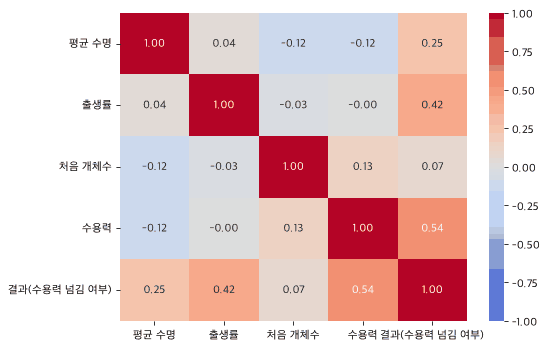 평균 수명 1.00 0.04 -0.12 -0.12 0.25
출생률 0.04 1.00 -0.03 -0.00 0.42
처음 개체수 -0.12 -0.03 1.00 0.13 0.07
수용력 -0.12 -0.00 0.13 1.00 0.54
결과(수용력 넘김 여부) 0.25 0.42 0.07 0.54 1.00
평균 수명 출생률 처음 개체수 수용력 결과(수용력 넘김 여부)
1.00
0.75
0.50
0.25
0.00
-0.25
-0.50
-0.75
-1.00